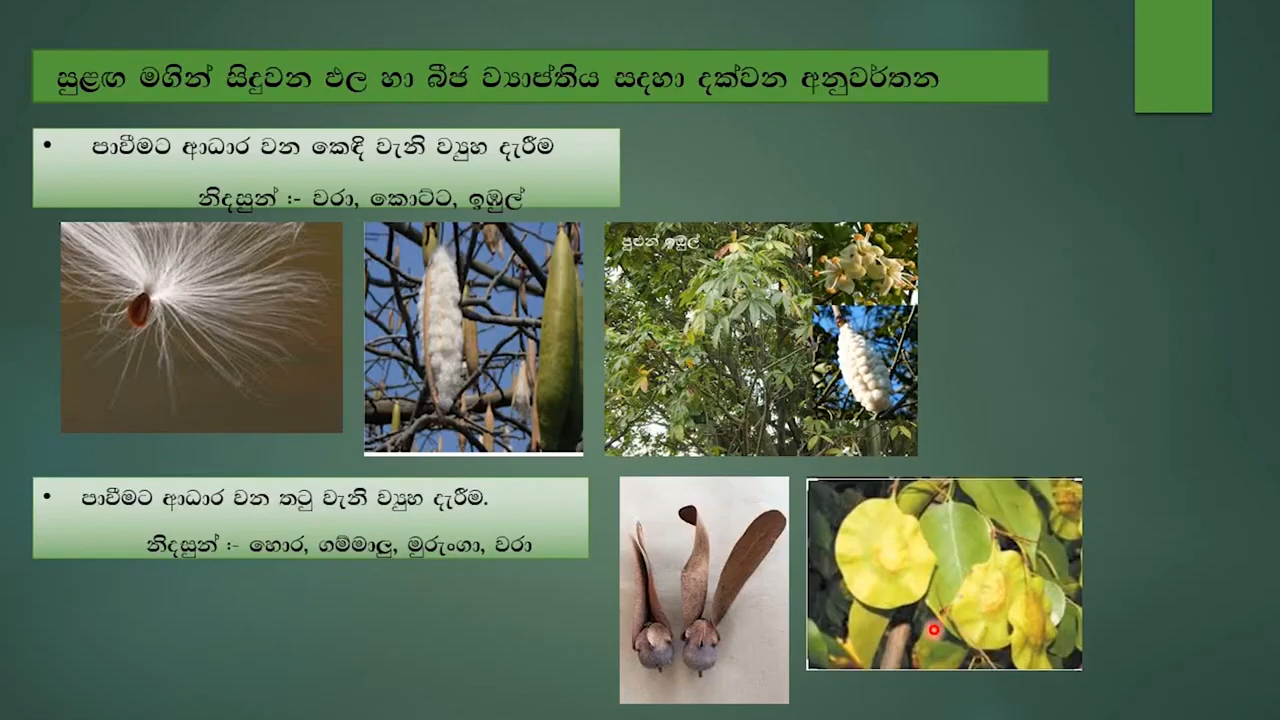 සුළඟ මගින් සිදුවන ඵල හා බීජ ව්‍යාප්තිය සදහා දක්වන අනුවර්තන
• පාවීමට ආධාර වන කෙඳි වැනි ව්‍යුහ දැරීම
නිදසුන් :- වරා, කොට්ට, ඉඹුල්
පුළුන් ඉඹුල්
• පාවීමට ආධාර වන තටු වැනි ව්‍යුහ දැරීම.
නිදසුන් :- හොර, ගම්මාලු, මුරුංගා, වරා